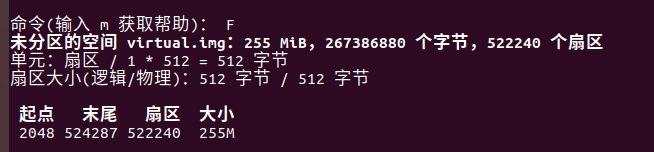 命令(输入 m 获取帮助)： F
未分区的空间 virtual.img：255 MiB，267386880 个字节，522240 个扇区
单元：扇区 / 1 * 512 = 512 字节
扇区大小(逻辑/物理)：512 字节 / 512 字节
起点 末尾 扇区 大小
2048 524287 522240 255M